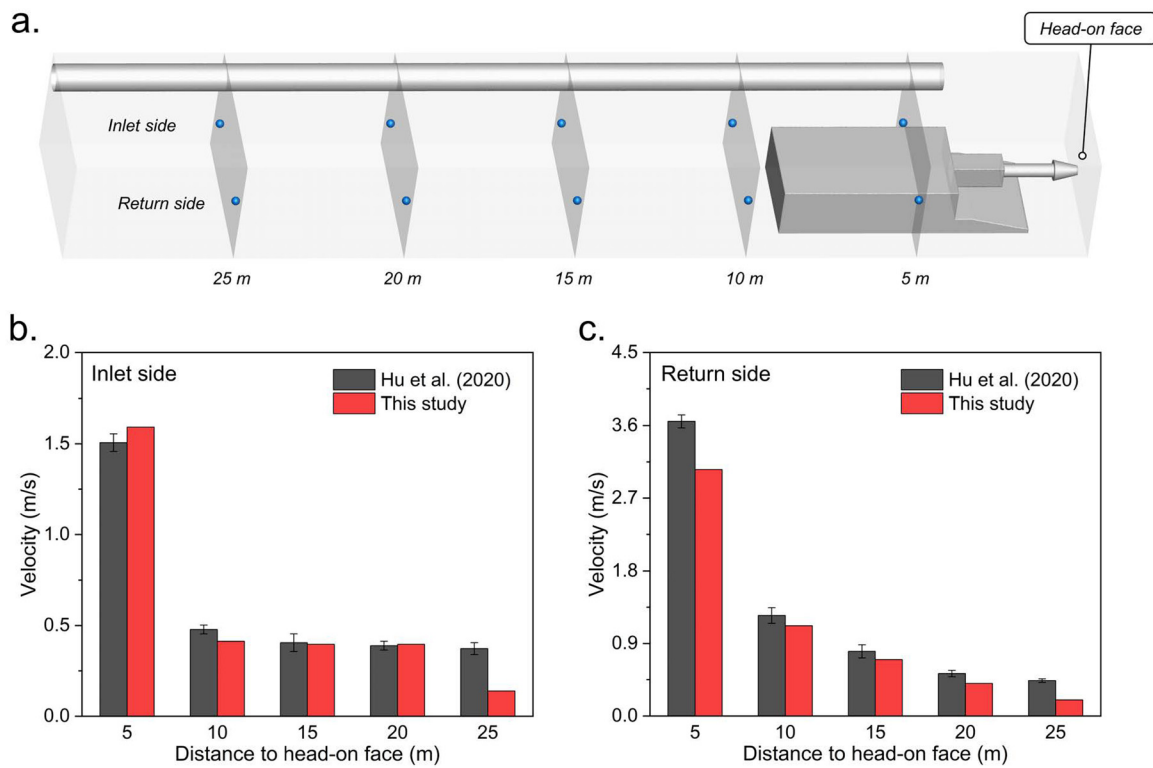 a.
Head-on face
Inlet side
Return side
25 m
20 m
15 m
10 m
5 m
b.
2.0
1.5
1.0
0.5
0.0
Velocity (m/s)
Inlet side
Hu et al. (2020)
This study
5
10
15
20
25
Distance to head-on face (m)
c.
4.5
3.6
2.7
1.8
0.9
0.0
Velocity (m/s)
Return side
Hu et al. (2020)
This study
5
10
15
20
25
Distance to head-on face (m)